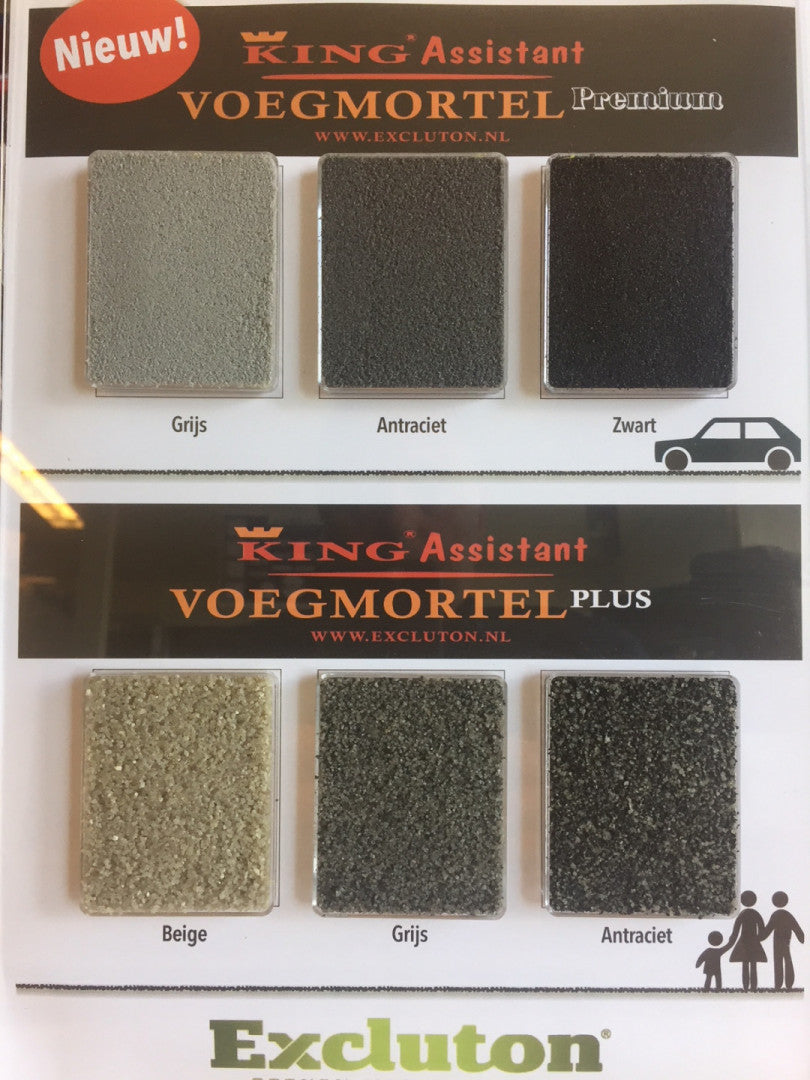 Nieuw!
KING® Assistant
VOEGMORTEL Premium
WWW.EXCLUTON.NL
Grijs Antraciet Zwart
KING® Assistant
VOEGMORTEL PLUS
WWW.EXCLUTON.NL
Beige Grijs Antraciet
Excluton®